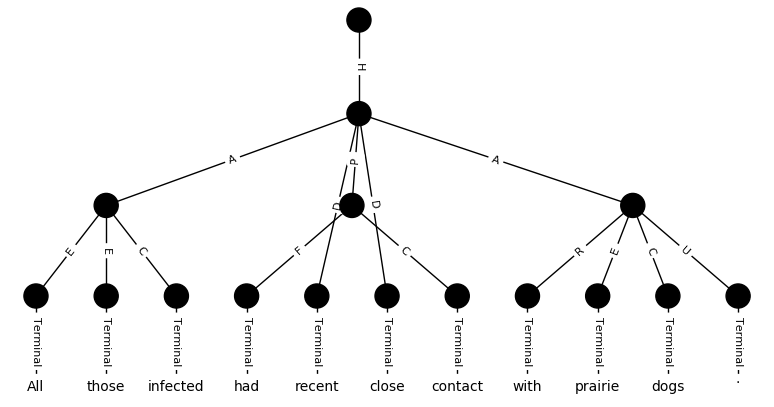 H
A P D D A
E E C F C R E C U
Terminal Terminal Terminal Terminal Terminal Terminal Terminal Terminal Terminal Terminal Terminal
All those infected had recent close contact with prairie dogs .